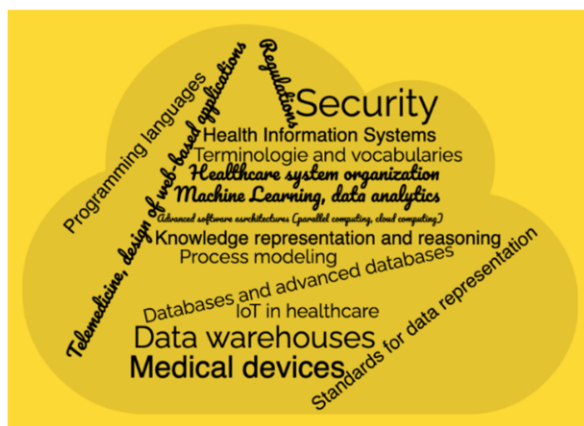 Regulations
Programming languages
Telemedicine, design of web-based applications
Security
Health Information Systems
Terminologie and vocabularies
Healthcare system organization
Machine Learning, data analytics
Advanced software asrchitectures (parallel computing, cloud computing)
Knowledge representation and reasoning
Process modeling
Databases and advanced databases
IoT in healthcare
Standards for data representation
Data warehouses
Medical devices